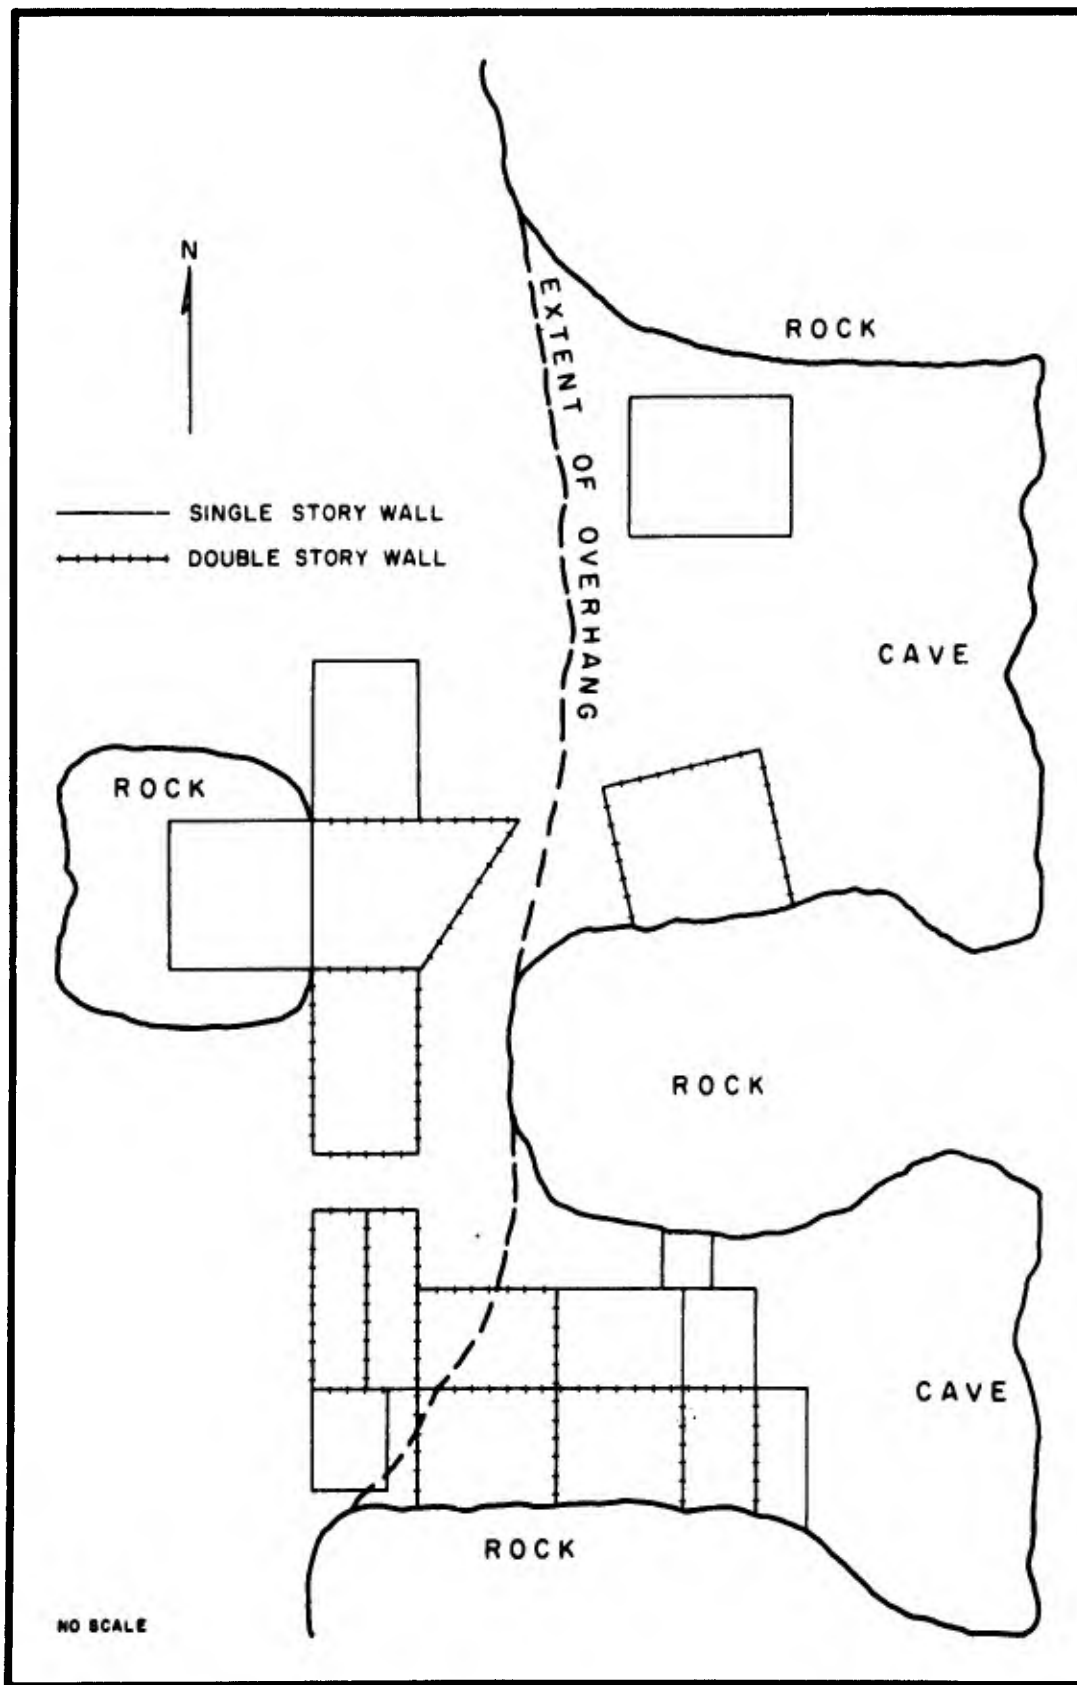 N
EXTENT OF OVERHANG
ROCK
SINGLE STORY WALL
DOUBLE STORY WALL
CAVE
ROCK
ROCK
CAVE
ROCK
NO SCALE